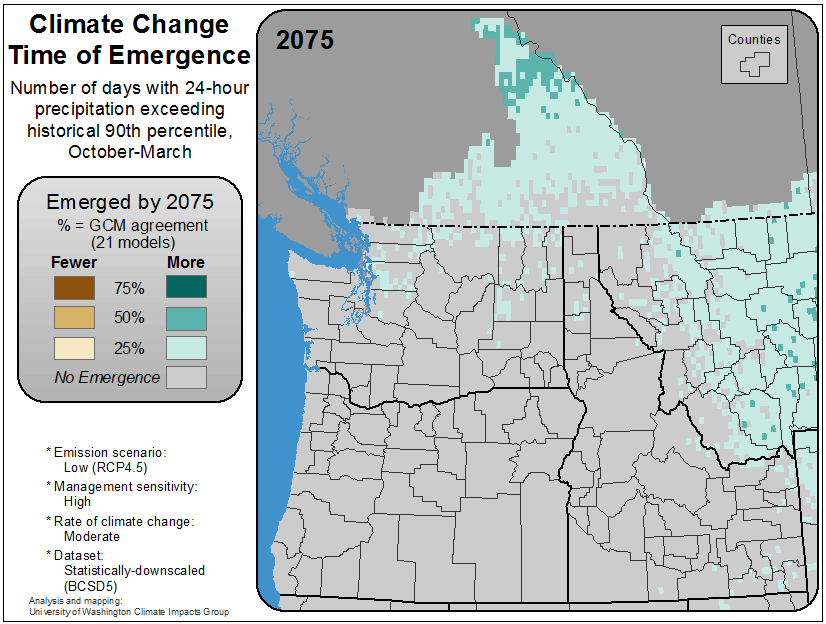 Climate Change
Time of Emergence
Number of days with 24-hour
precipitation exceeding
historical 90th percentile,
October-March
Emerged by 2075
% = GCM agreement
(21 models)
Fewer More
75%
50%
25%
No Emergence
* Emission scenario:
Low (RCP4.5)
* Management sensitivity:
High
* Rate of climate change:
Moderate
* Dataset:
Statistically-downscaled
(BCSD5)
Analysis and mapping:
University of Washington Climate Impacts Group
2075
Counties